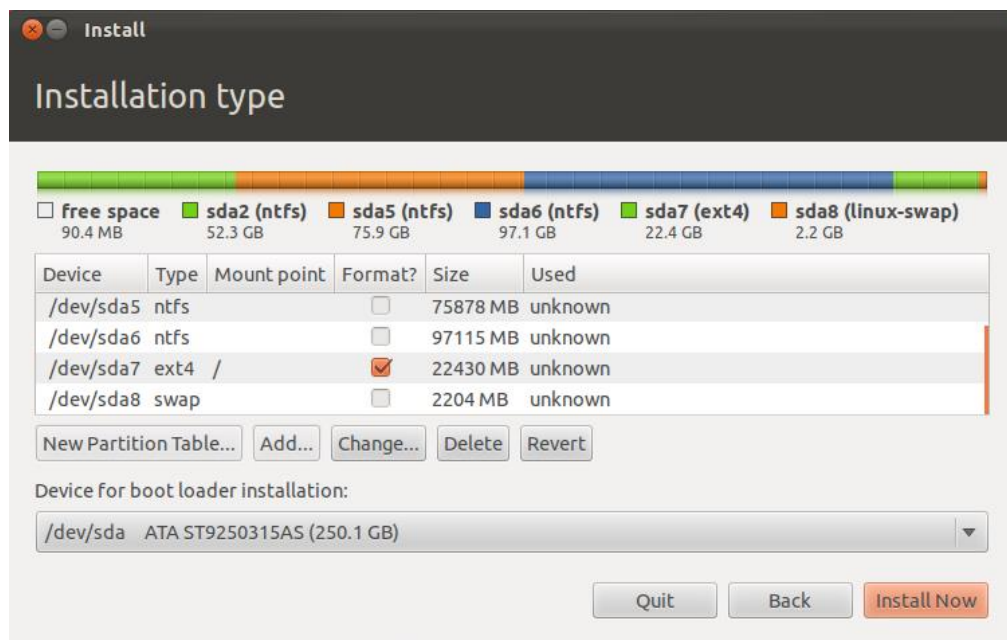 Install
Installation type
free space sda2 (ntfs) sda5 (ntfs) sda6 (ntfs) sda7 (ext4) sda8 (linux-swap)
90.4 MB 52.3 GB 75.9 GB 97.1 GB 22.4 GB 2.2 GB
Device Type Mount point Format? Size Used
/dev/sda5 ntfs 75878 MB unknown
/dev/sda6 ntfs 97115 MB unknown
/dev/sda7 ext4 / 22430 MB unknown
/dev/sda8 swap 2204 MB unknown
New Partition Table... Add... Change... Delete Revert
Device for boot loader installation:
/dev/sda ATA ST9250315AS (250.1 GB)
Quit Back Install Now